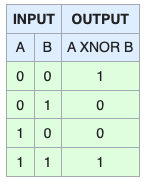 INPUT OUTPUT
A B A XNOR B
0 0 1
0 1 0
1 0 0
1 1 1